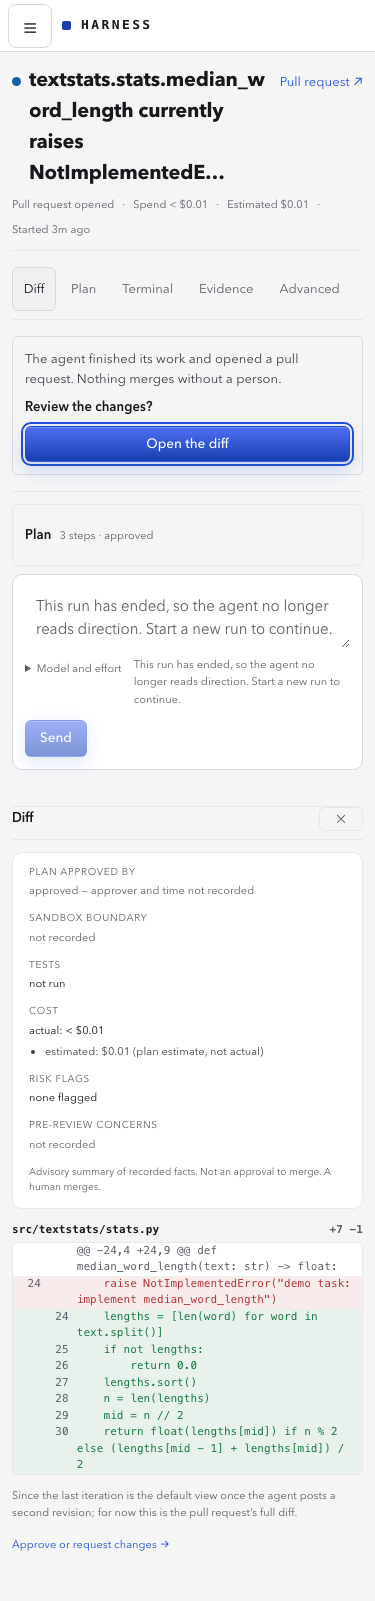 HARNESS
textstats.stats.median_w
ord_length currently
raises
NotImplementedE...
Pull request ↗
Pull request opened · Spend < $0.01 · Estimated $0.01 ·
Started 3m ago
Diff Plan Terminal Evidence Advanced
The agent finished its work and opened a pull
request. Nothing merges without a person.
Review the changes?
Open the diff
Plan 3 steps · approved
This run has ended, so the agent no longer
reads direction. Start a new run to continue.
▶ Model and effort
This run has ended, so the agent no
longer reads direction. Start a new run to
continue.
Send
Diff ×
PLAN APPROVED BY
approved — approver and time not recorded
SANDBOX BOUNDARY
not recorded
TESTS
not run
COST
actual: < $0.01
• estimated: $0.01 (plan estimate, not actual)
RISK FLAGS
none flagged
PRE-REVIEW CONCERNS
not recorded
Advisory summary of recorded facts. Not an approval to merge. A
human merges.
src/textstats/stats.py +7 −1
@@ -24,4 +24,9 @@ def
median_word_length(text: str) -> float:
24 raise NotImplementedError("demo task:
implement median_word_length")
24 lengths = [len(word) for word in
text.split()]
25 if not lengths:
26 return 0.0
27 lengths.sort()
28 n = len(lengths)
29 mid = n // 2
30 return float(lengths[mid]) if n % 2
else (lengths[mid - 1] + lengths[mid]) /
2
Since the last iteration is the default view once the agent posts a
second revision; for now this is the pull request's full diff.
Approve or request changes →